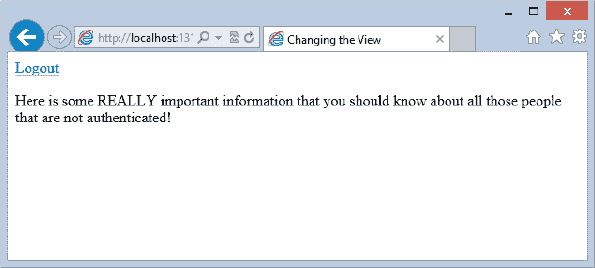 http://localhost:131
Changing the View
Logout
Here is some REALLY important information that you should know about all those people
that are not authenticated!